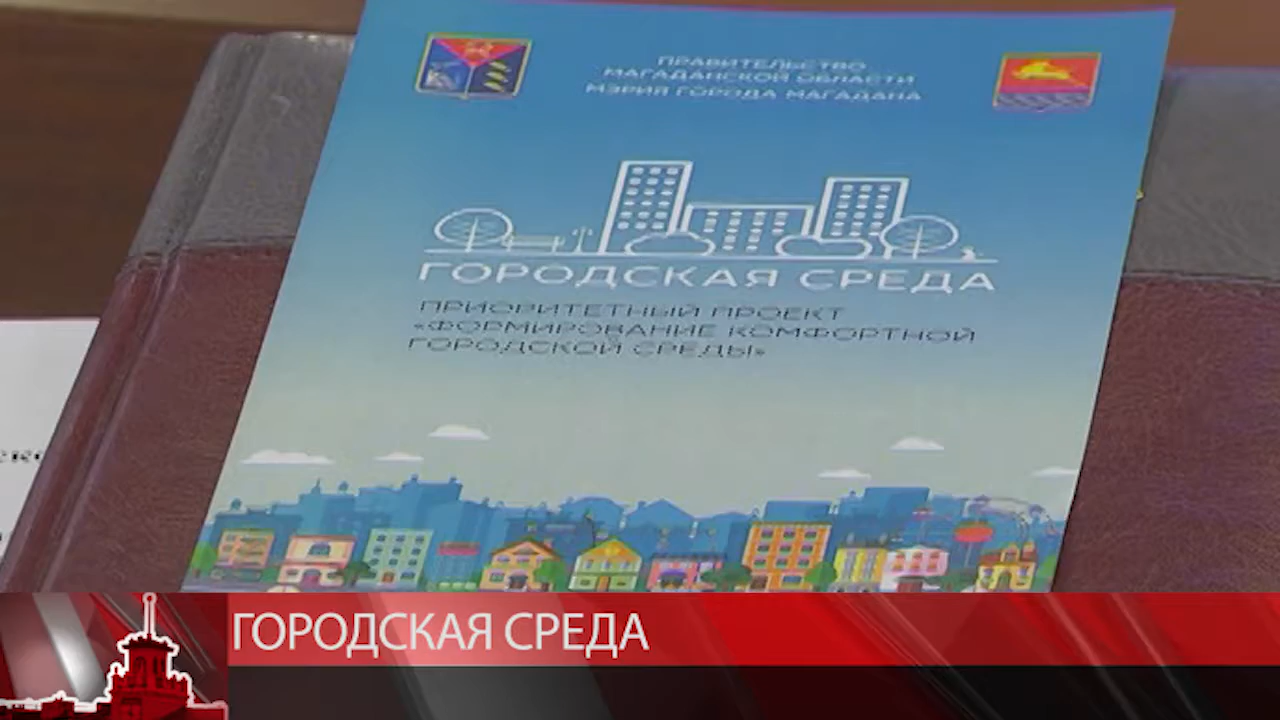 ПРАВИТЕЛЬСТВО
МАГАДАНСКОЙ ОБЛАСТИ
МЭРИЯ ГОРОДА МАГАДАНА
ГОРОДСКАЯ СРЕДА
ПРИОРИТЕТНЫЙ ПРОЕКТ
«ФОРМИРОВАНИЕ КОМФОРТНОЙ
ГОРОДСКОЙ СРЕДЫ»
ГОРОДСКАЯ СРЕДА